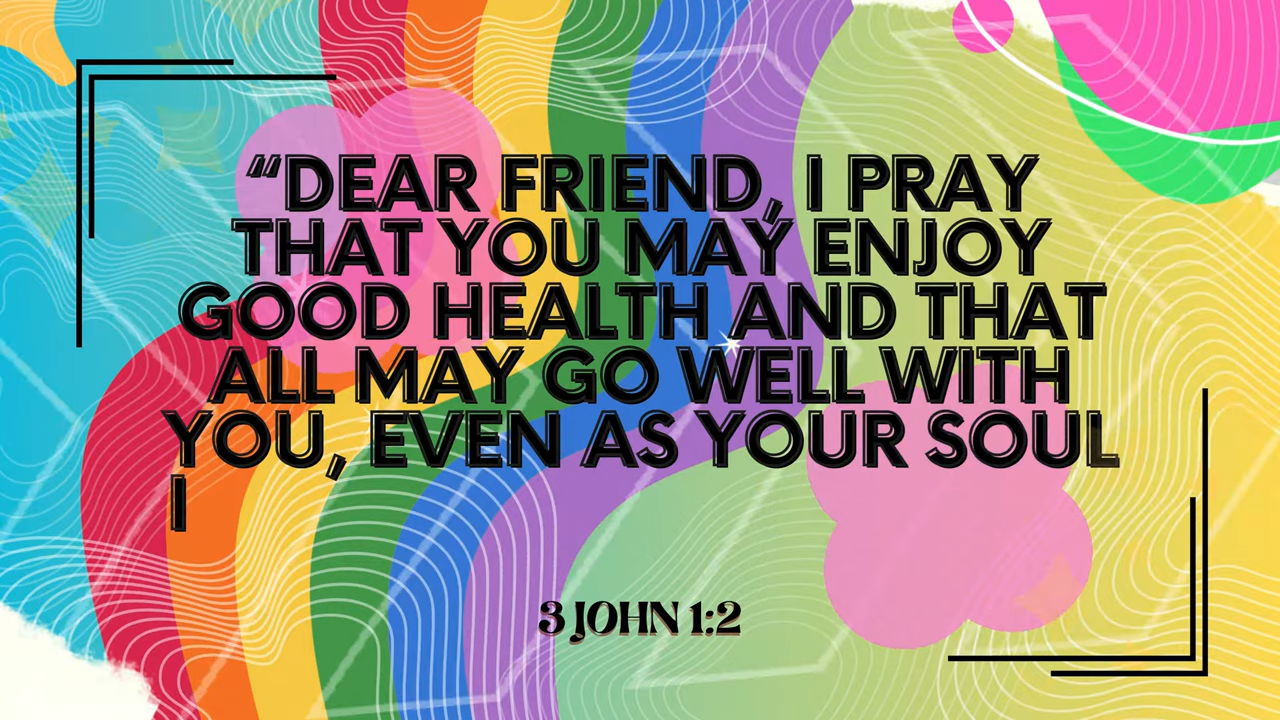 “DEAR FRIEND, I PRAY
THAT YOU MAY ENJOY
GOOD HEALTH AND THAT
ALL MAY GO WELL WITH
YOU, EVEN AS YOUR SOUL
I
3 JOHN 1:2